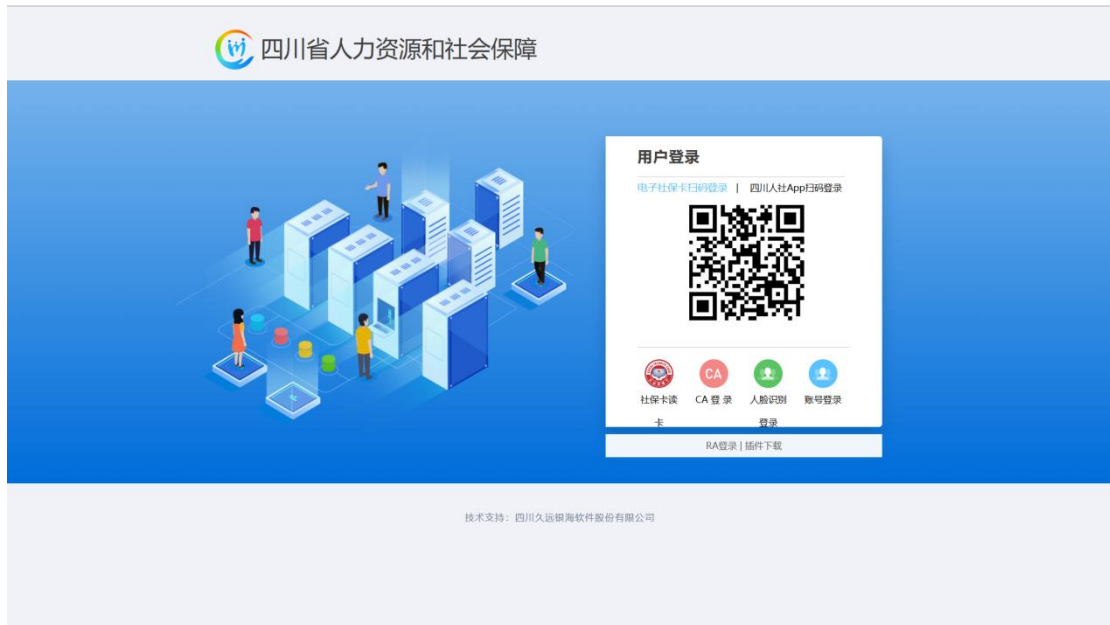 四川省人力资源和社会保障
用户登录
电子社保卡扫码登录 | 四川人社App扫码登录
CA
社保卡读卡
CA 登 录
人脸识别登录
账号登录
RA登录 | 插件下载
技术支持：四川久远银海软件股份有限公司